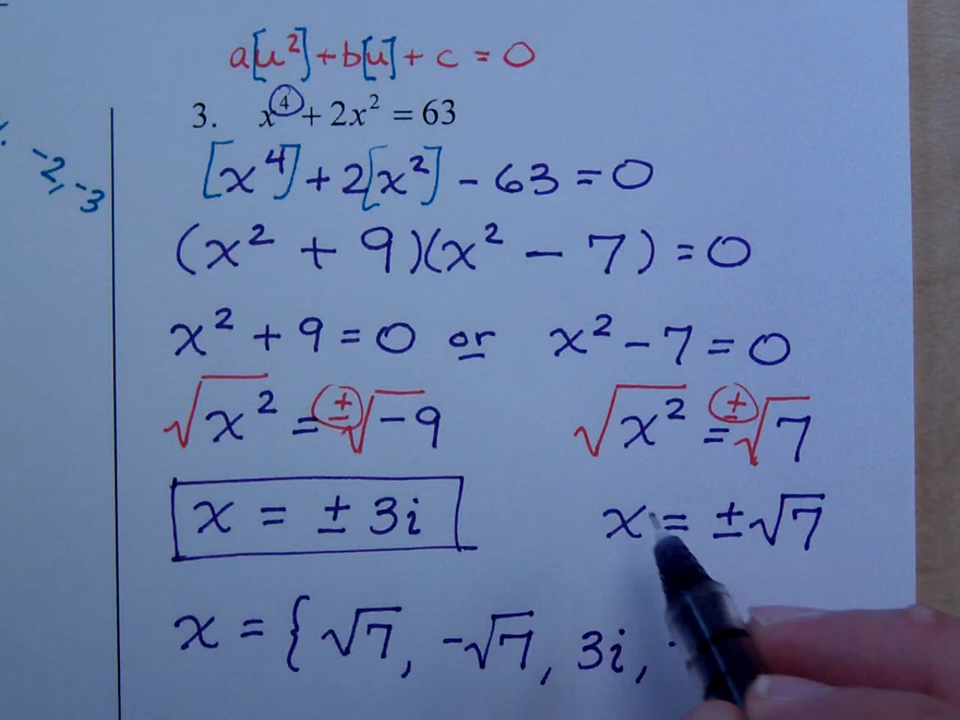 a[u²]+b[u]+c=0
3. x⁴+2x²=63
[x⁴]+2[x²]-63=0
-2, -3
(x²+9)(x²-7)=0
x²+9=0 or x²-7=0
√x²=±√-9 √x²=±√7
x=±3i x=±√7
x={√7, -√7, 3i,